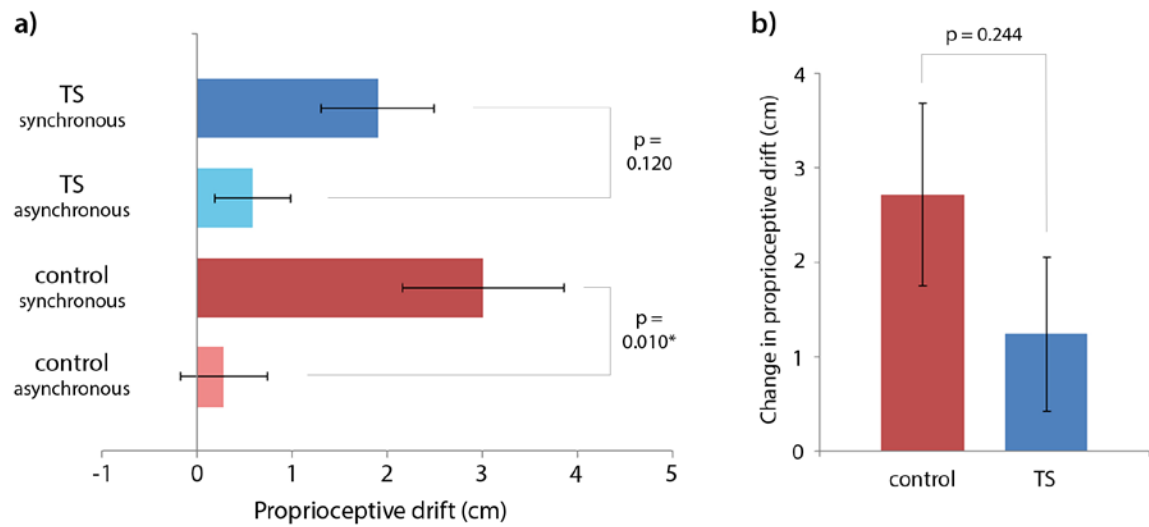 a)
TS
synchronous
TS
asynchronous
control
synchronous
control
asynchronous
p =
0.120
p =
0.010*
-1 0 1 2 3 4 5
Proprioceptive drift (cm)
b)
p = 0.244
Change in proprioceptive drift (cm)
4
3
2
1
0
control TS